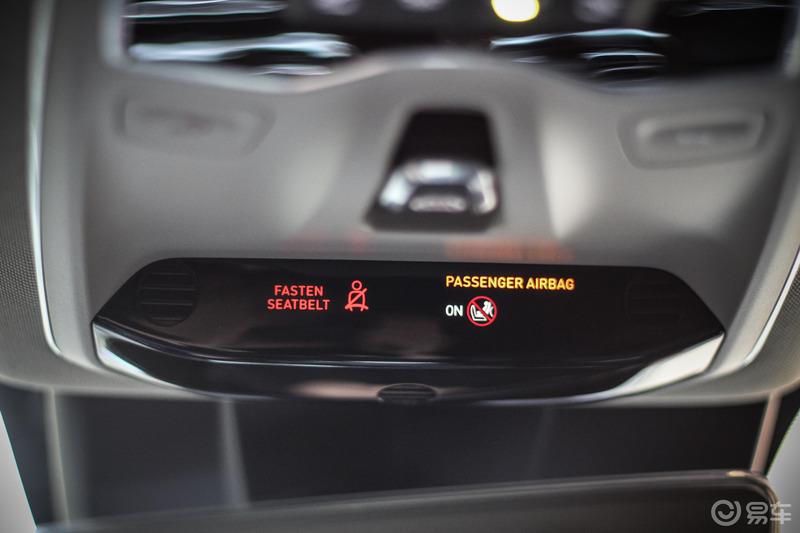 FASTEN
SEATBELT
PASSENGER AIRBAG
ON
易车